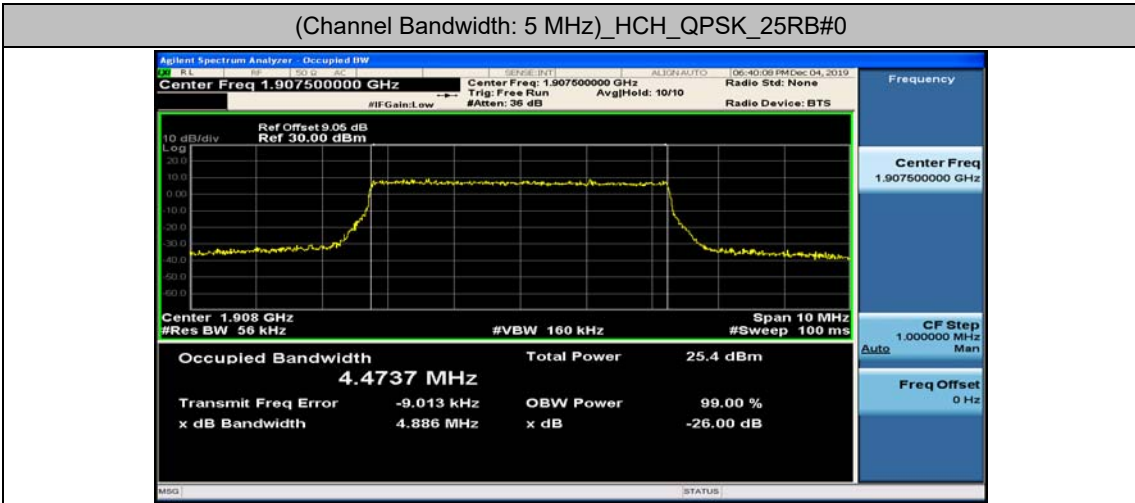 (Channel Bandwidth: 5 MHz)_HCH_QPSK_25RB#0
Agilent Spectrum Analyzer - Occupied BW
RL RF 50 Ω AC SENSE:INT ALIGN AUTO 06:40:08 PM Dec 04, 2019
Center Freq 1.907500000 GHz Center Freq: 1.907500000 GHz Radio Std: None
Trig: Free Run Avg|Hold: 10/10
#IFGain:Low #Atten: 36 dB Radio Device: BTS
Frequency
Ref Offset 9.05 dB
10 dB/div Ref 30.00 dBm
Log
20.0
10.0
0.00
-10.0
-20.0
-30.0
-40.0
-50.0
-60.0
Center Freq
1.907500000 GHz
Center 1.908 GHz Span 10 MHz
#Res BW 56 kHz #VBW 160 kHz #Sweep 100 ms
CF Step
1.000000 MHz
Auto Man
Occupied Bandwidth Total Power 25.4 dBm
4.4737 MHz
Transmit Freq Error -9.013 kHz OBW Power 99.00 %
x dB Bandwidth 4.886 MHz x dB -26.00 dB
Freq Offset
0 Hz
MSG STATUS